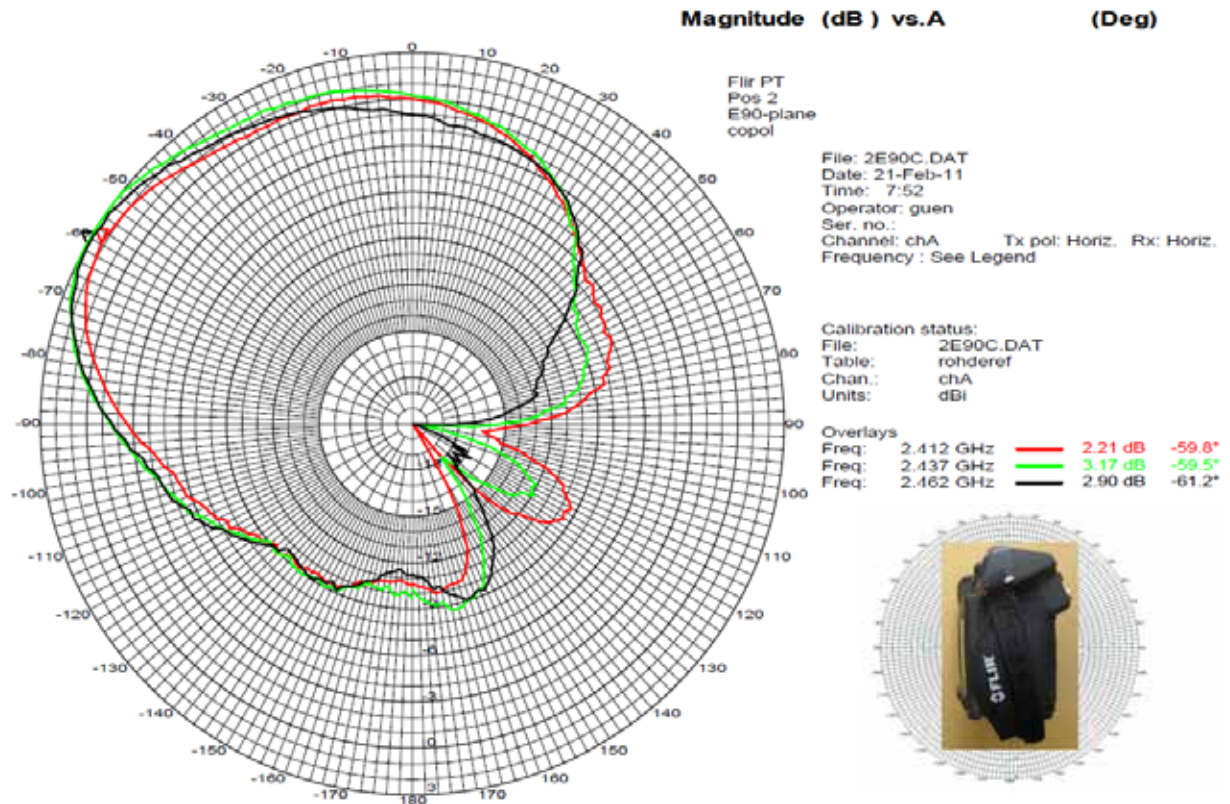 Magnitude (dB ) vs.A (Deg)
Flir PT
Pos 2
E90-plane
copol
File: 2E90C.DAT
Date: 21-Feb-11
Time: 7:52
Operator: guen
Ser. no.:
Channel: chA Tx pol: Horiz. Rx: Horiz.
Frequency : See Legend
Calibration status:
File: 2E90C.DAT
Table: rohderef
Chan.: chA
Units: dBi
Overlays
Freq: 2.412 GHz 2.21 dB -59.8°
Freq: 2.437 GHz 3.17 dB -59.5°
Freq: 2.462 GHz 2.90 dB -61.2°
0
-10 10
-20 20
-30 30
-40 40
-50 50
-60 60
-70 70
-80 80
90
-100 100
-110 110
-120 120
-130 130
-140 140
-150 150
-160 160
-170 180 170
-15
-12
-6
-3
0
3
FLIR